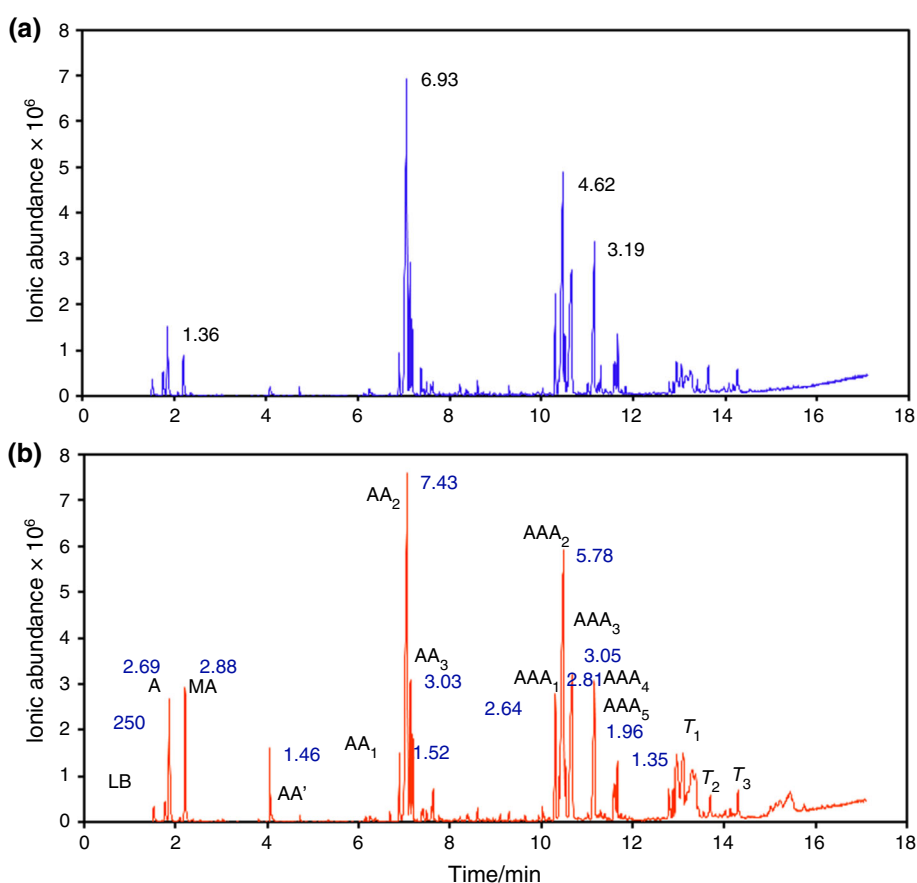 (a)
8
7
6
5
4
3
2
1
0
Ionic abundance × 10⁶
6.93
4.62
3.19
1.36
0 2 4 6 8 10 12 14 16 18
(b)
8
7
6
5
4
3
2
1
0
Ionic abundance × 10⁶
AA₂ 7.43
AAA₂
5.78
AAA₃
AA₃ 3.05
2.69 2.88
A MA 3.03 AAA₁ 2.81 AAA₄
2.64 AAA₅
250 1.96 T₁
AA₁ 1.52
1.46 1.35
LB AA' T₂ T₃
0 2 4 6 8 10 12 14 16 18
Time/min